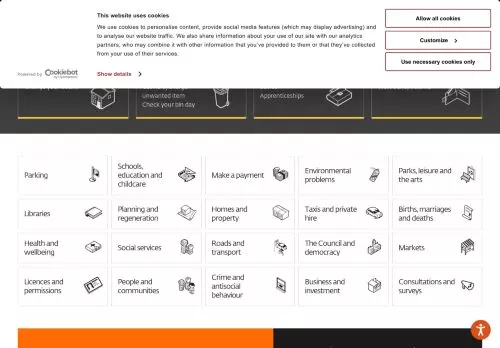 This website uses cookies
We use cookies to personalise content, provide social media features (which may display advertising) and
to analyse our website traffic. We also share information about your use of our site with our analytics
partners, who may combine it with other information that you've provided to them or that they've collected
from your use of their services.
Allow all cookies
Customize
Use necessary cookies only
Powered by Cookiebot
Show details
unwanted item
Check your bin day
Apprenticeships
Parking
Schools,
education and
childcare
Make a payment
Environmental
problems
Parks, leisure and
the arts
Libraries
Planning and
regeneration
Homes and
property
Taxis and private
hire
Births, marriages
and deaths
Health and
wellbeing
Social services
Roads and
transport
The Council and
democracy
Markets
Licences and
permissions
People and
communities
Crime and
antisocial
behaviour
Business and
investment
Consultations and
surveys